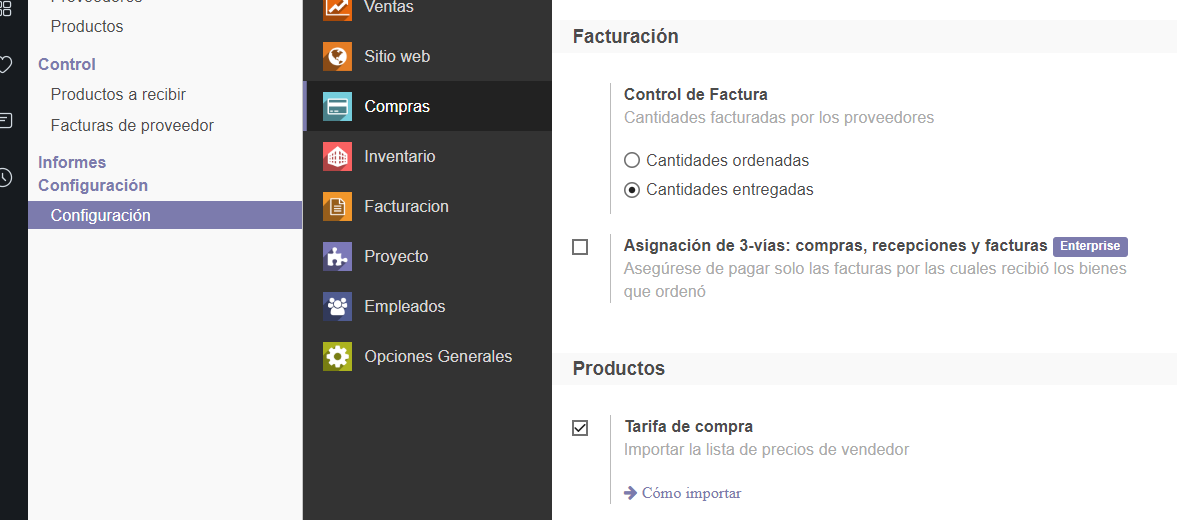 Productos
Control
Productos a recibir
Facturas de proveedor
Informes
Configuración
Configuración
Ventas
Sitio web
Compras
Inventario
Facturacion
Proyecto
Empleados
Opciones Generales
Facturación
Control de Factura
Cantidades facturadas por los proveedores
Cantidades ordenadas
Cantidades entregadas
Asignación de 3-vías: compras, recepciones y facturas Enterprise
Asegúrese de pagar solo las facturas por las cuales recibió los bienes
que ordenó
Productos
Tarifa de compra
Importar la lista de precios de vendedor
Cómo importar